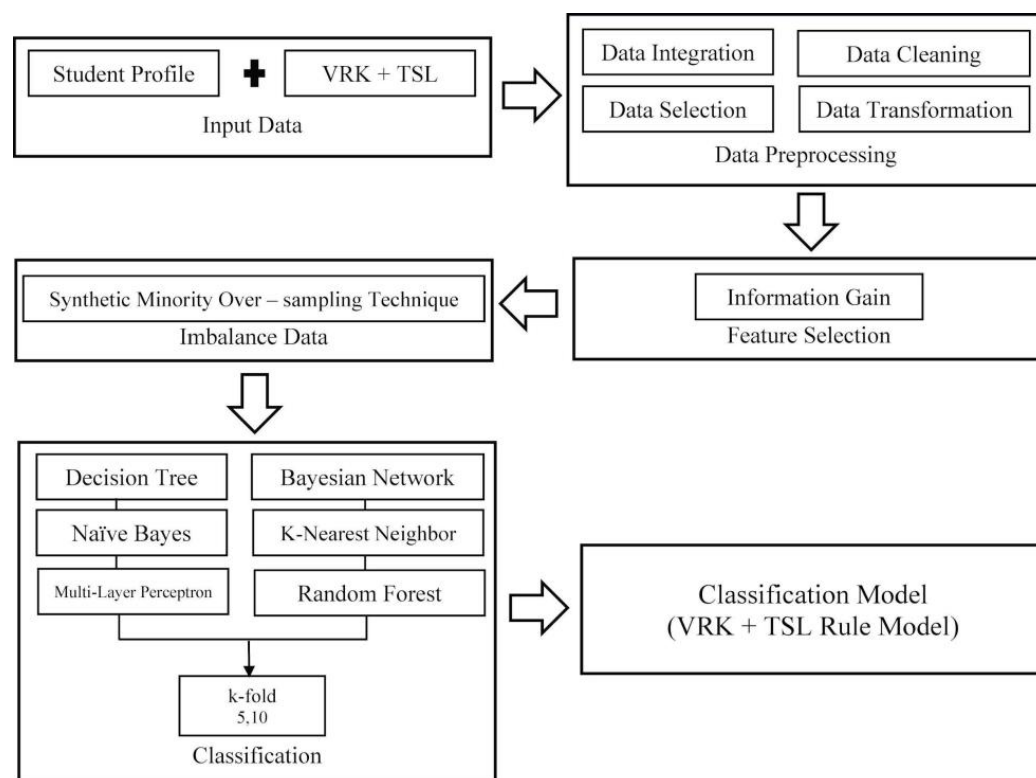 Student Profile
VRK + TSL
Input Data
Data Integration
Data Cleaning
Data Selection
Data Transformation
Data Preprocessing
Synthetic Minority Over – sampling Technique
Imbalance Data
Information Gain
Feature Selection
Decision Tree
Bayesian Network
Naïve Bayes
K-Nearest Neighbor
Multi-Layer Perceptron
Random Forest
k-fold
5,10
Classification
Classification Model
(VRK + TSL Rule Model)